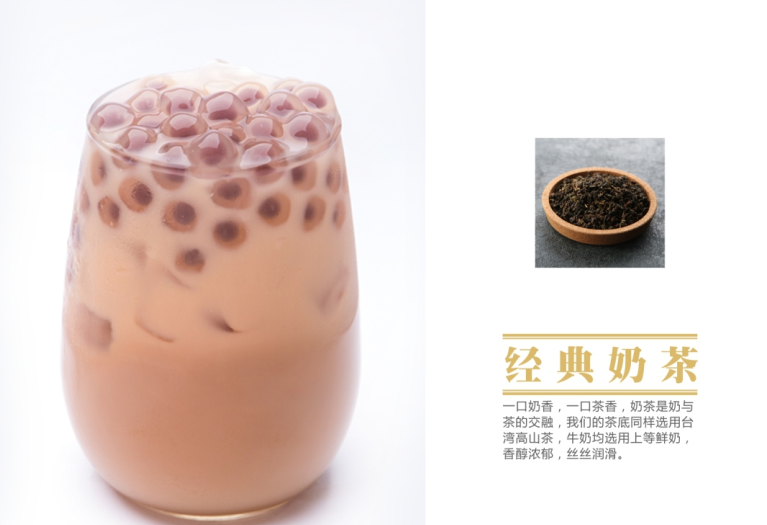 经典奶茶
一口奶香，一口茶香，奶茶是奶与
茶的交融，我们的茶底同样选用台
湾高山茶，牛奶均选用上等鲜奶，
香醇浓郁，丝丝润滑。